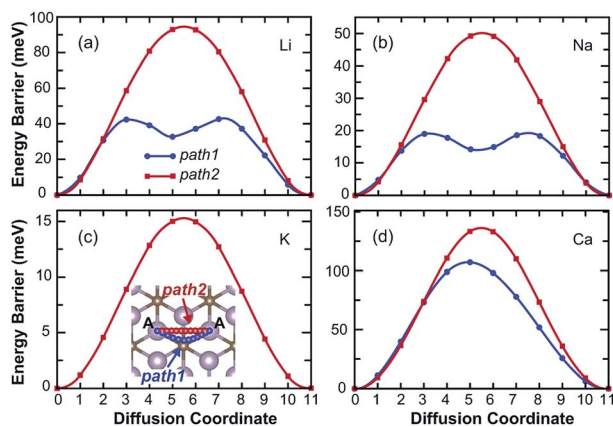 Energy Barrier (meV)
100
80
60
40
20
0
(a)
Li
path1
path2
0 1 2 3 4 5 6 7 8 9 10 11
50
40
30
20
10
0
(b)
Na
0 1 2 3 4 5 6 7 8 9 10 11
Energy Barrier (meV)
15
10
5
0
(c)
K
path2
A
A
path1
0 1 2 3 4 5 6 7 8 9 10 11
Diffusion Coordinate
150
100
50
0
(d)
Ca
0 1 2 3 4 5 6 7 8 9 10 11
Diffusion Coordinate